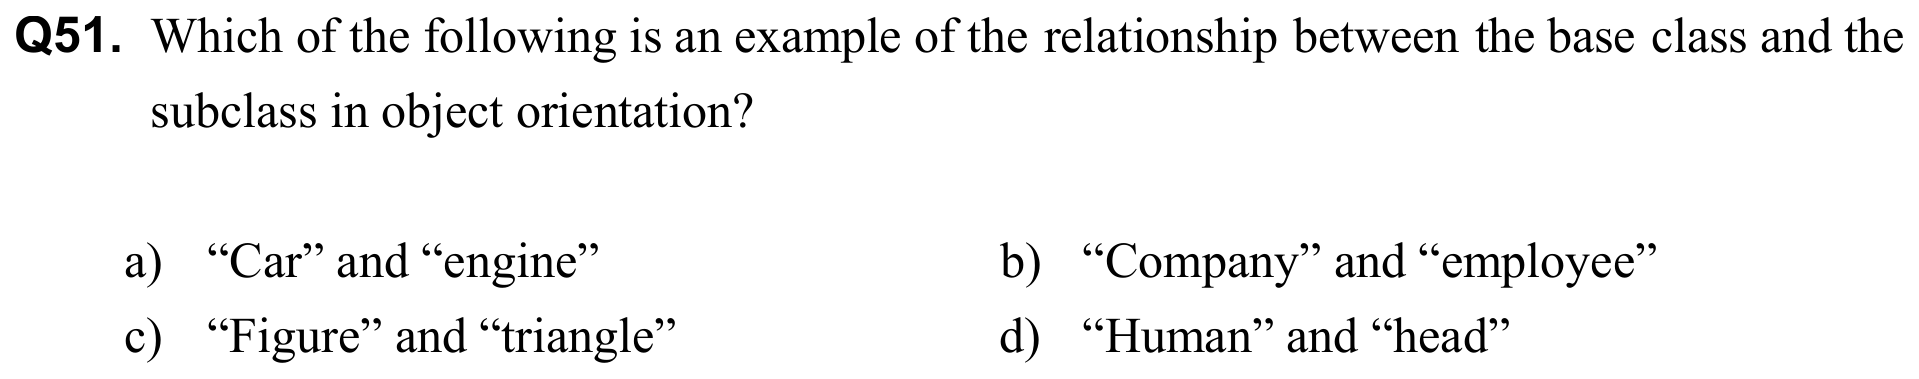 Q51. Which of the following is an example of the relationship between the base class and the
subclass in object orientation?
a) “Car” and “engine”
b) “Company” and “employee”
c) “Figure” and “triangle”
d) “Human” and “head”